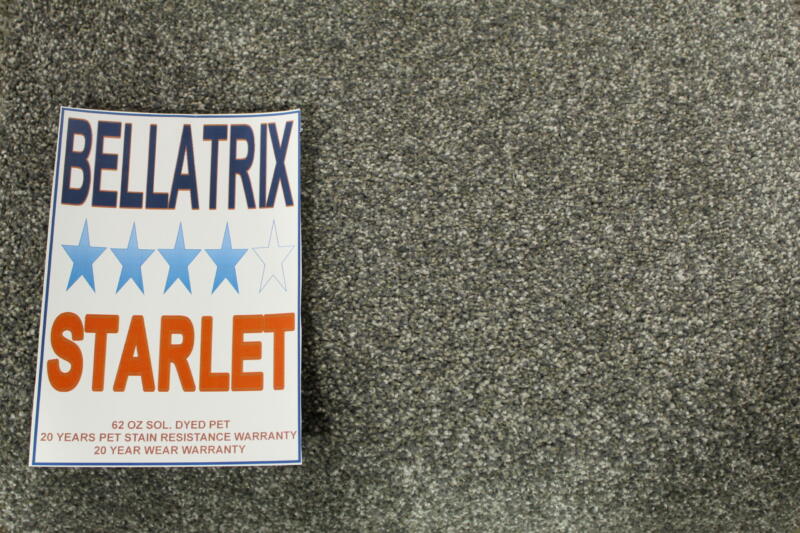 BELLATRIX
STARLET
62 OZ SOL. DYED PET
20 YEARS PET STAIN RESISTANCE WARRANTY
20 YEAR WEAR WARRANTY